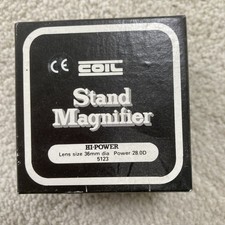 CE COIL
Stand
Magnifier
HI-POWER
Lens size 36mm dia Power 28.0D
5123